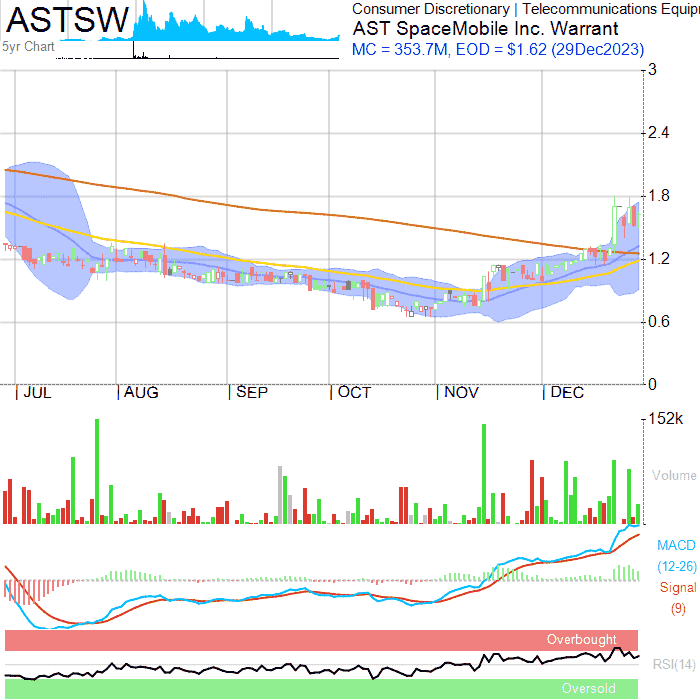 ASTSW
5yr Chart
Consumer Discretionary | Telecommunications Equip
AST SpaceMobile Inc. Warrant
MC = 353.7M, EOD = $1.62 (29Dec2023)
3
2.4
1.8
1.2
0.6
0
JUL AUG SEP OCT NOV DEC
152k
Volume
MACD
(12-26)
Signal
(9)
Overbought
RSI(14)
Oversold